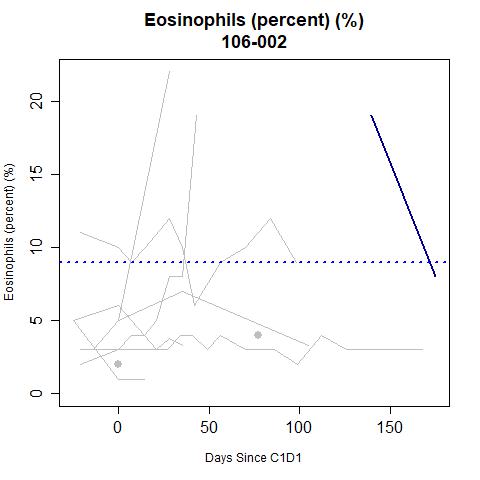 Eosinophils (percent) (%)
106-002
Eosinophils (percent) (%)
20
15
10
5
0
0 50 100 150
Days Since C1D1